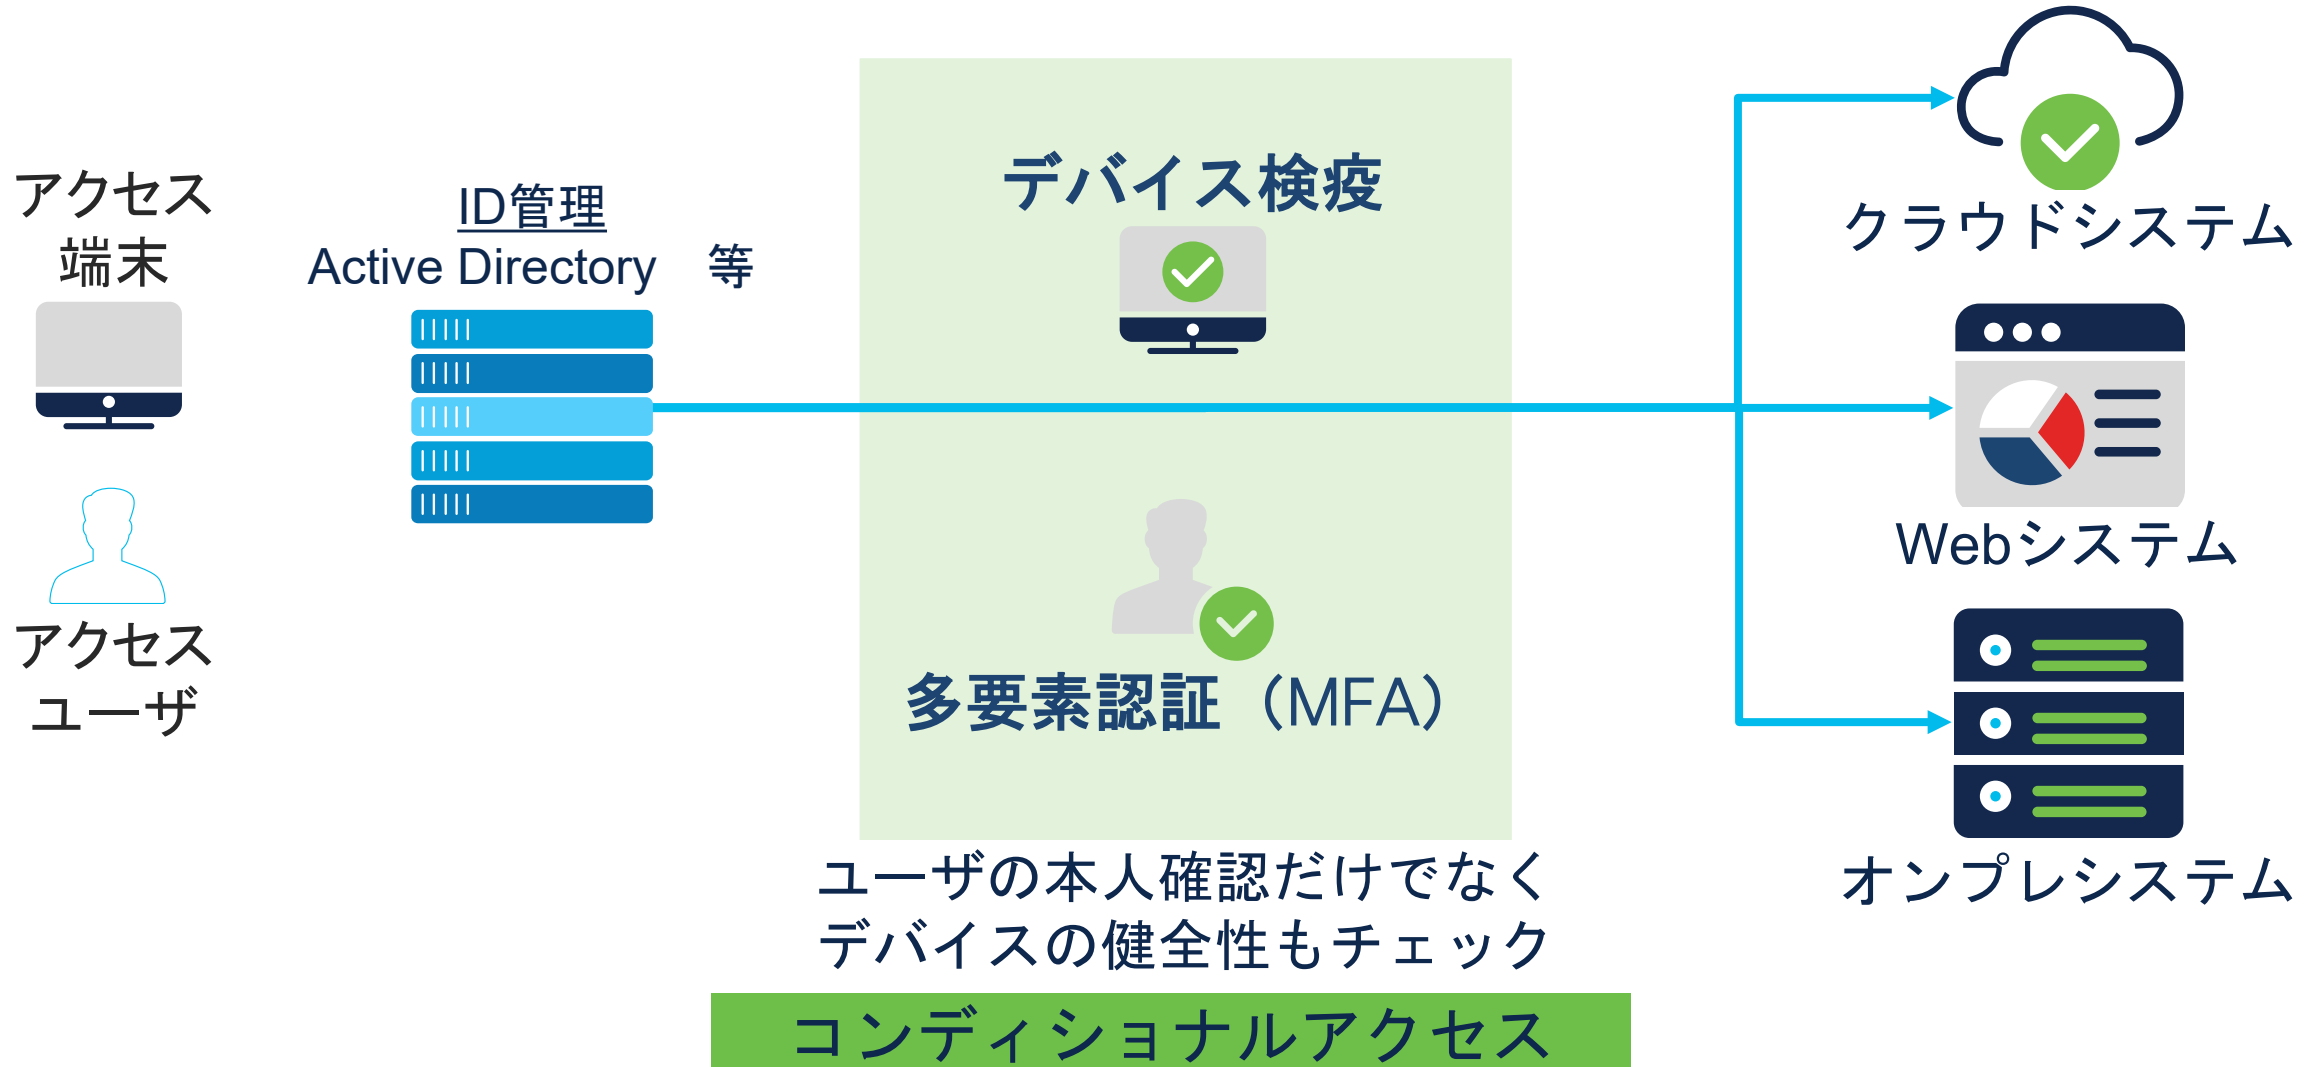 アクセス
端末
アクセス
ユーザ
ID管理
Active Directory 等
デバイス検疫
多要素認証（MFA）
ユーザの本人確認だけでなく
デバイスの健全性もチェック
コンディショナルアクセス
クラウドシステム
Webシステム
オンプレシステム